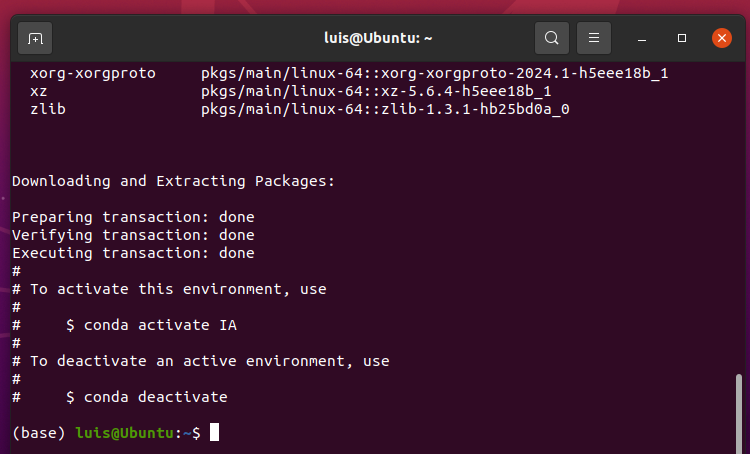 luis@Ubuntu: ~
xorg-xorgproto     pkgs/main/linux-64::xorg-xorgproto-2024.1-h5eee18b_1
xz                 pkgs/main/linux-64::xz-5.6.4-h5eee18b_1
zlib               pkgs/main/linux-64::zlib-1.3.1-hb25bd0a_0
Downloading and Extracting Packages:
Preparing transaction: done
Verifying transaction: done
Executing transaction: done
#
# To activate this environment, use
#
#     $ conda activate IA
#
# To deactivate an active environment, use
#
#     $ conda deactivate
(base) luis@Ubuntu:~$